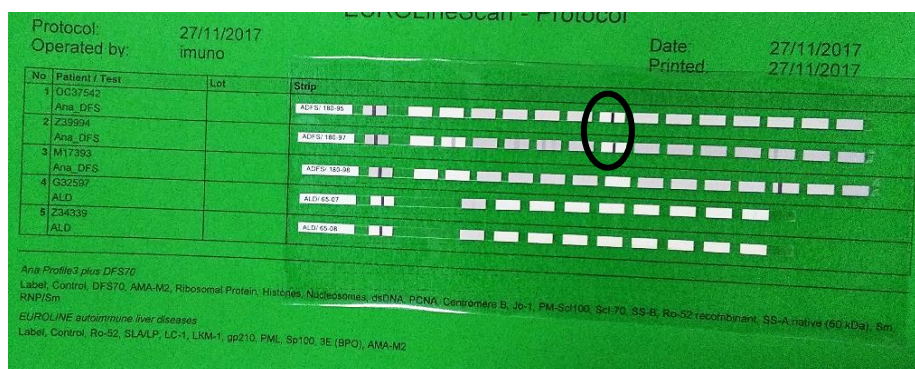 EUROLineScan - Protocol
Protocol: 27/11/2017 Date: 27/11/2017
Operated by: imuno Printed: 27/11/2017
No Patient / Test Lot Strip
1 OC37542
Ana_DFS ADFS/ 180-95
2 Z39994
Ana_DFS ADFS/ 180-97
3 M17393
Ana_DFS ADFS/ 180-98
4 G32597
ALD ALD/ 65-07
5 Z34339
ALD ALD/ 65-08
Ana Profile3 plus DFS70
Label, Control, DFS70, AMA-M2, Ribosomal Protein, Histones, Nucleosomes, dsDNA, PCNA, Centromere B, Jo-1, PM-Scl100, Scl-70, SS-B, Ro-52 recombinant, SS-A native (60 kDa), Sm,
RNP/Sm
EUROLINE autoimmune liver diseases
Label, Control, Ro-52, SLA/LP, LC-1, LKM-1, gp210, PML, Sp100, 3E (BPO), AMA-M2